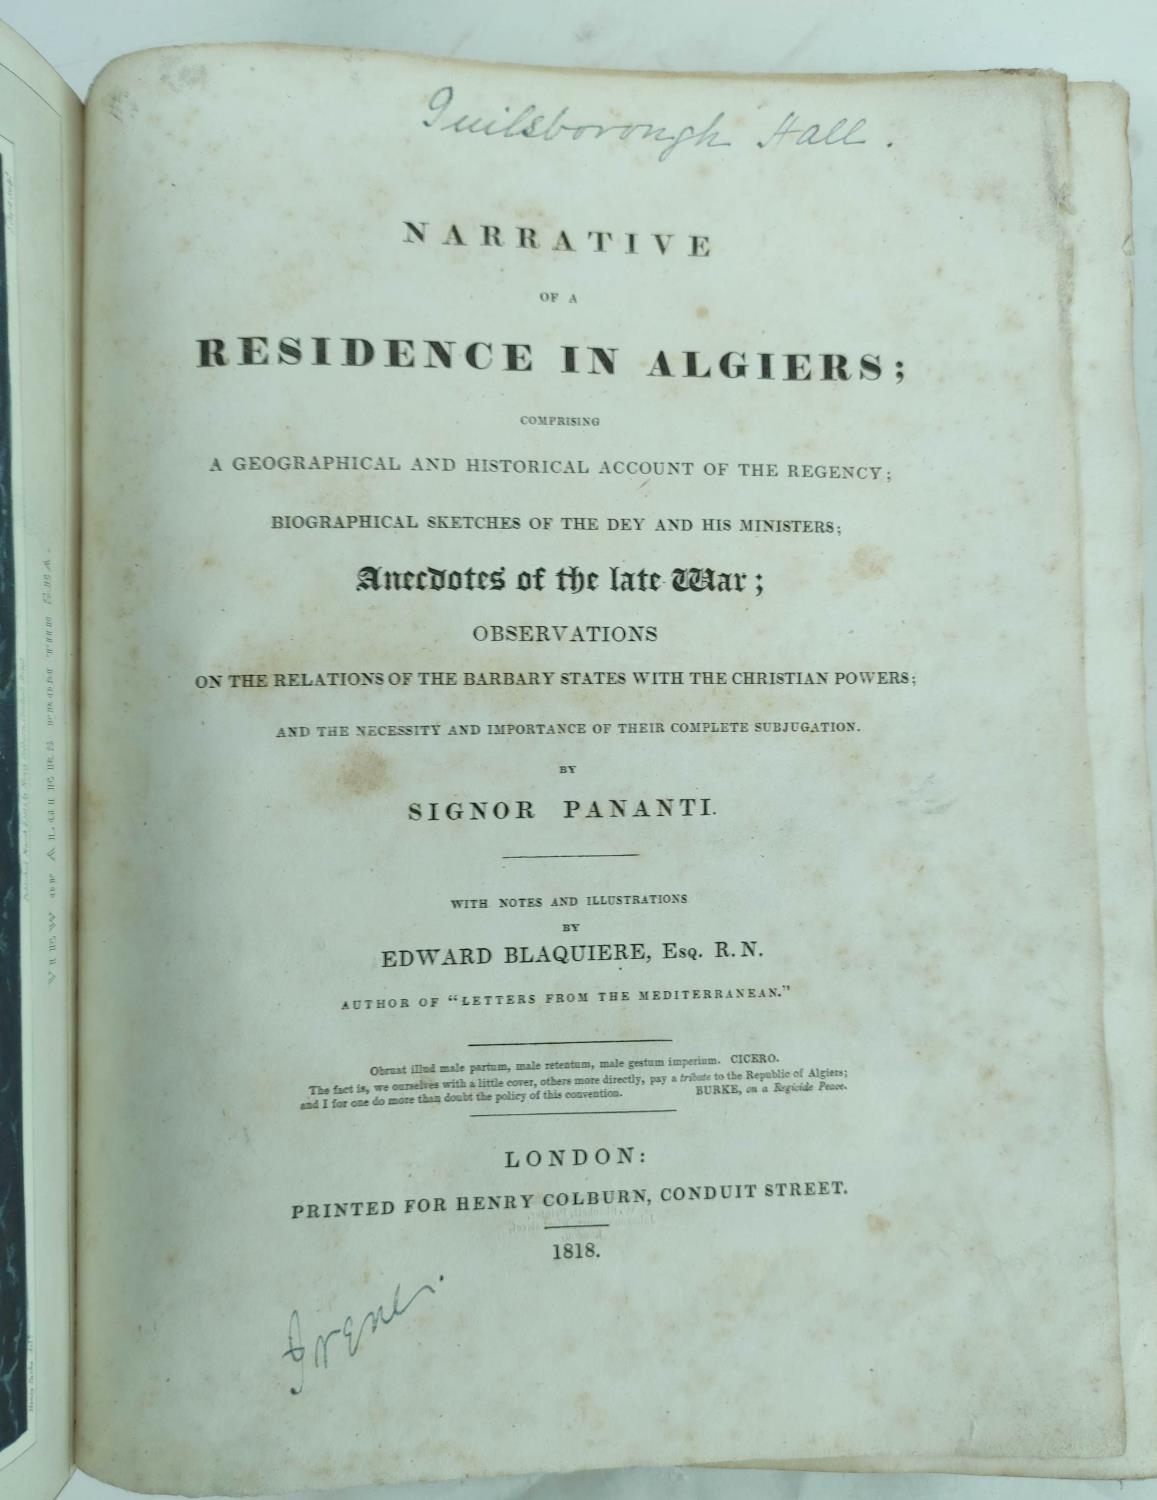 Guilsborough Hall.
NARRATIVE
OF A
RESIDENCE IN ALGIERS;
COMPRISING
A GEOGRAPHICAL AND HISTORICAL ACCOUNT OF THE REGENCY;
BIOGRAPHICAL SKETCHES OF THE DEY AND HIS MINISTERS;
Anecdotes of the late War;
OBSERVATIONS
ON THE RELATIONS OF THE BARBARY STATES WITH THE CHRISTIAN POWERS;
AND THE NECESSITY AND IMPORTANCE OF THEIR COMPLETE SUBJUGATION.
BY
SIGNOR PANANTI.
WITH NOTES AND ILLUSTRATIONS
BY
EDWARD BLAQUIERE, Esq. R.N.
AUTHOR OF "LETTERS FROM THE MEDITERRANEAN."
Obruat illud male partum, male retentum, male gestum imperium. CICERO.
The fact is, we ourselves with a little cover, others more directly, pay a tribute to the Republic of Algiers;
and I for one do more than doubt the policy of this convention. BURKE, on a Regicide Peace.
LONDON:
PRINTED FOR HENRY COLBURN, CONDUIT STREET.
1818.